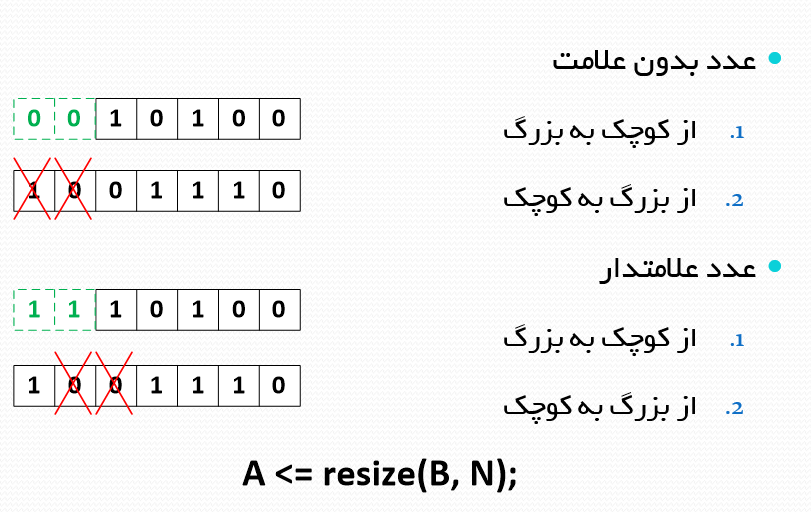 عدد بدون علامت
1. از کوچک به بزرگ
0 0 1 0 1 0 0
2. از بزرگ به کوچک
1 0 0 1 1 1 0
عدد علامتدار
1. از کوچک به بزرگ
1 1 1 0 1 0 0
2. از بزرگ به کوچک
1 0 0 1 1 1 0
A <= resize(B, N);